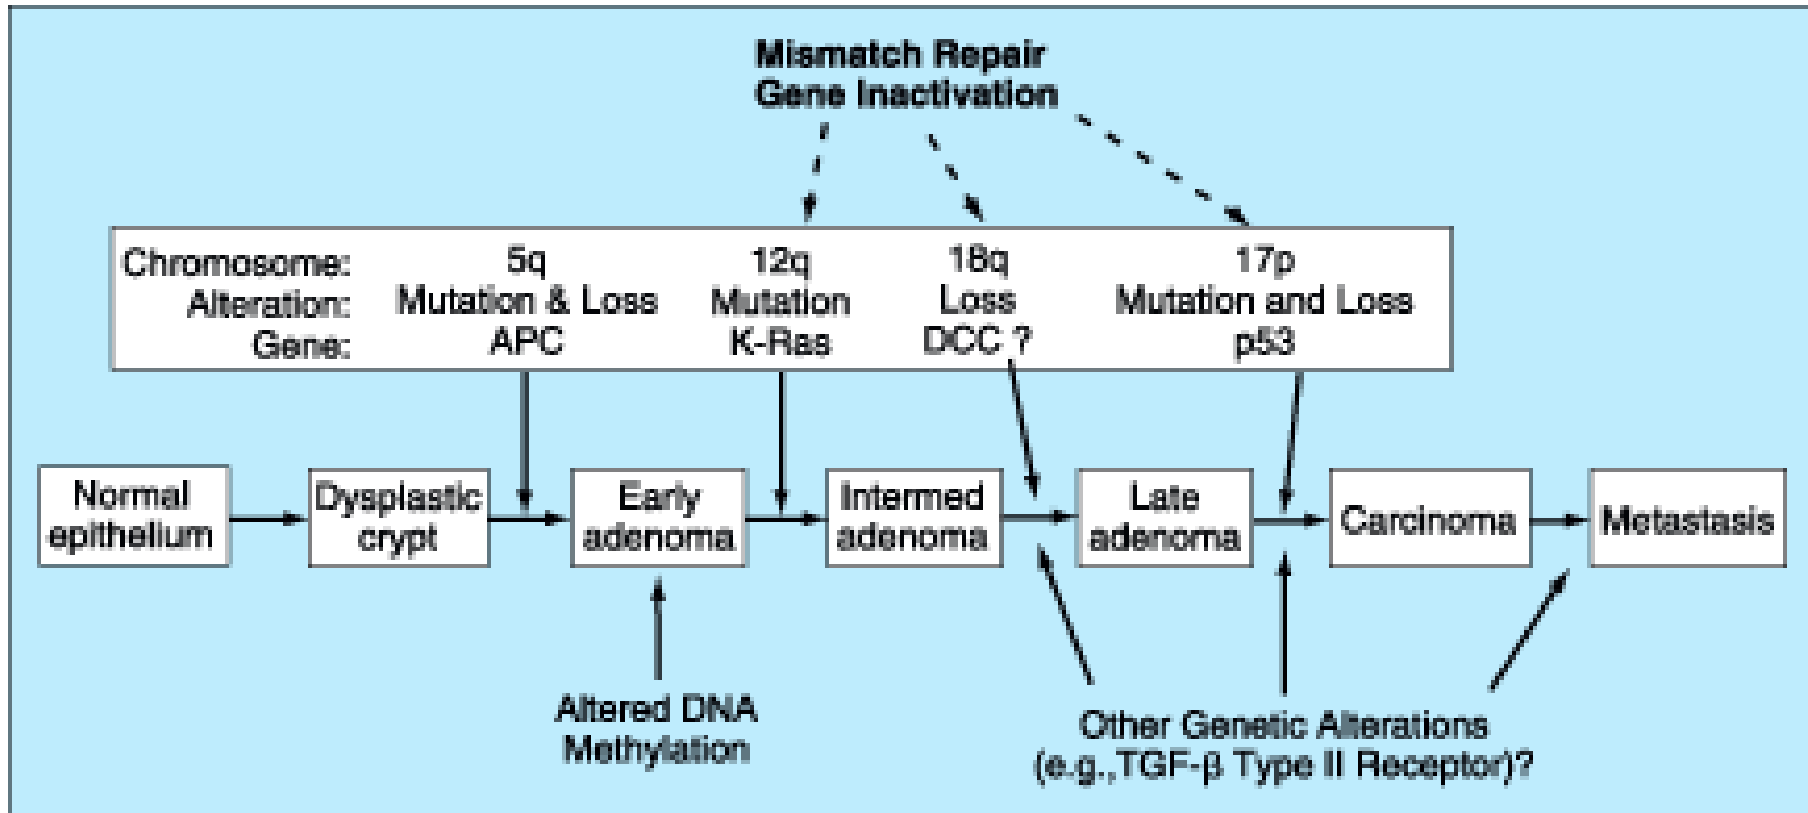 Mismatch Repair
Gene Inactivation
Chromosome: 5q 12q 18q 17p
Alteration: Mutation & Loss Mutation Loss Mutation and Loss
Gene: APC K-Ras DCC ? p53
Normal
epithelium
Dysplastic
crypt
Early
adenoma
Intermed
adenoma
Late
adenoma
Carcinoma
Metastasis
Altered DNA
Methylation
Other Genetic Alterations
(e.g.,TGF-β Type II Receptor)?